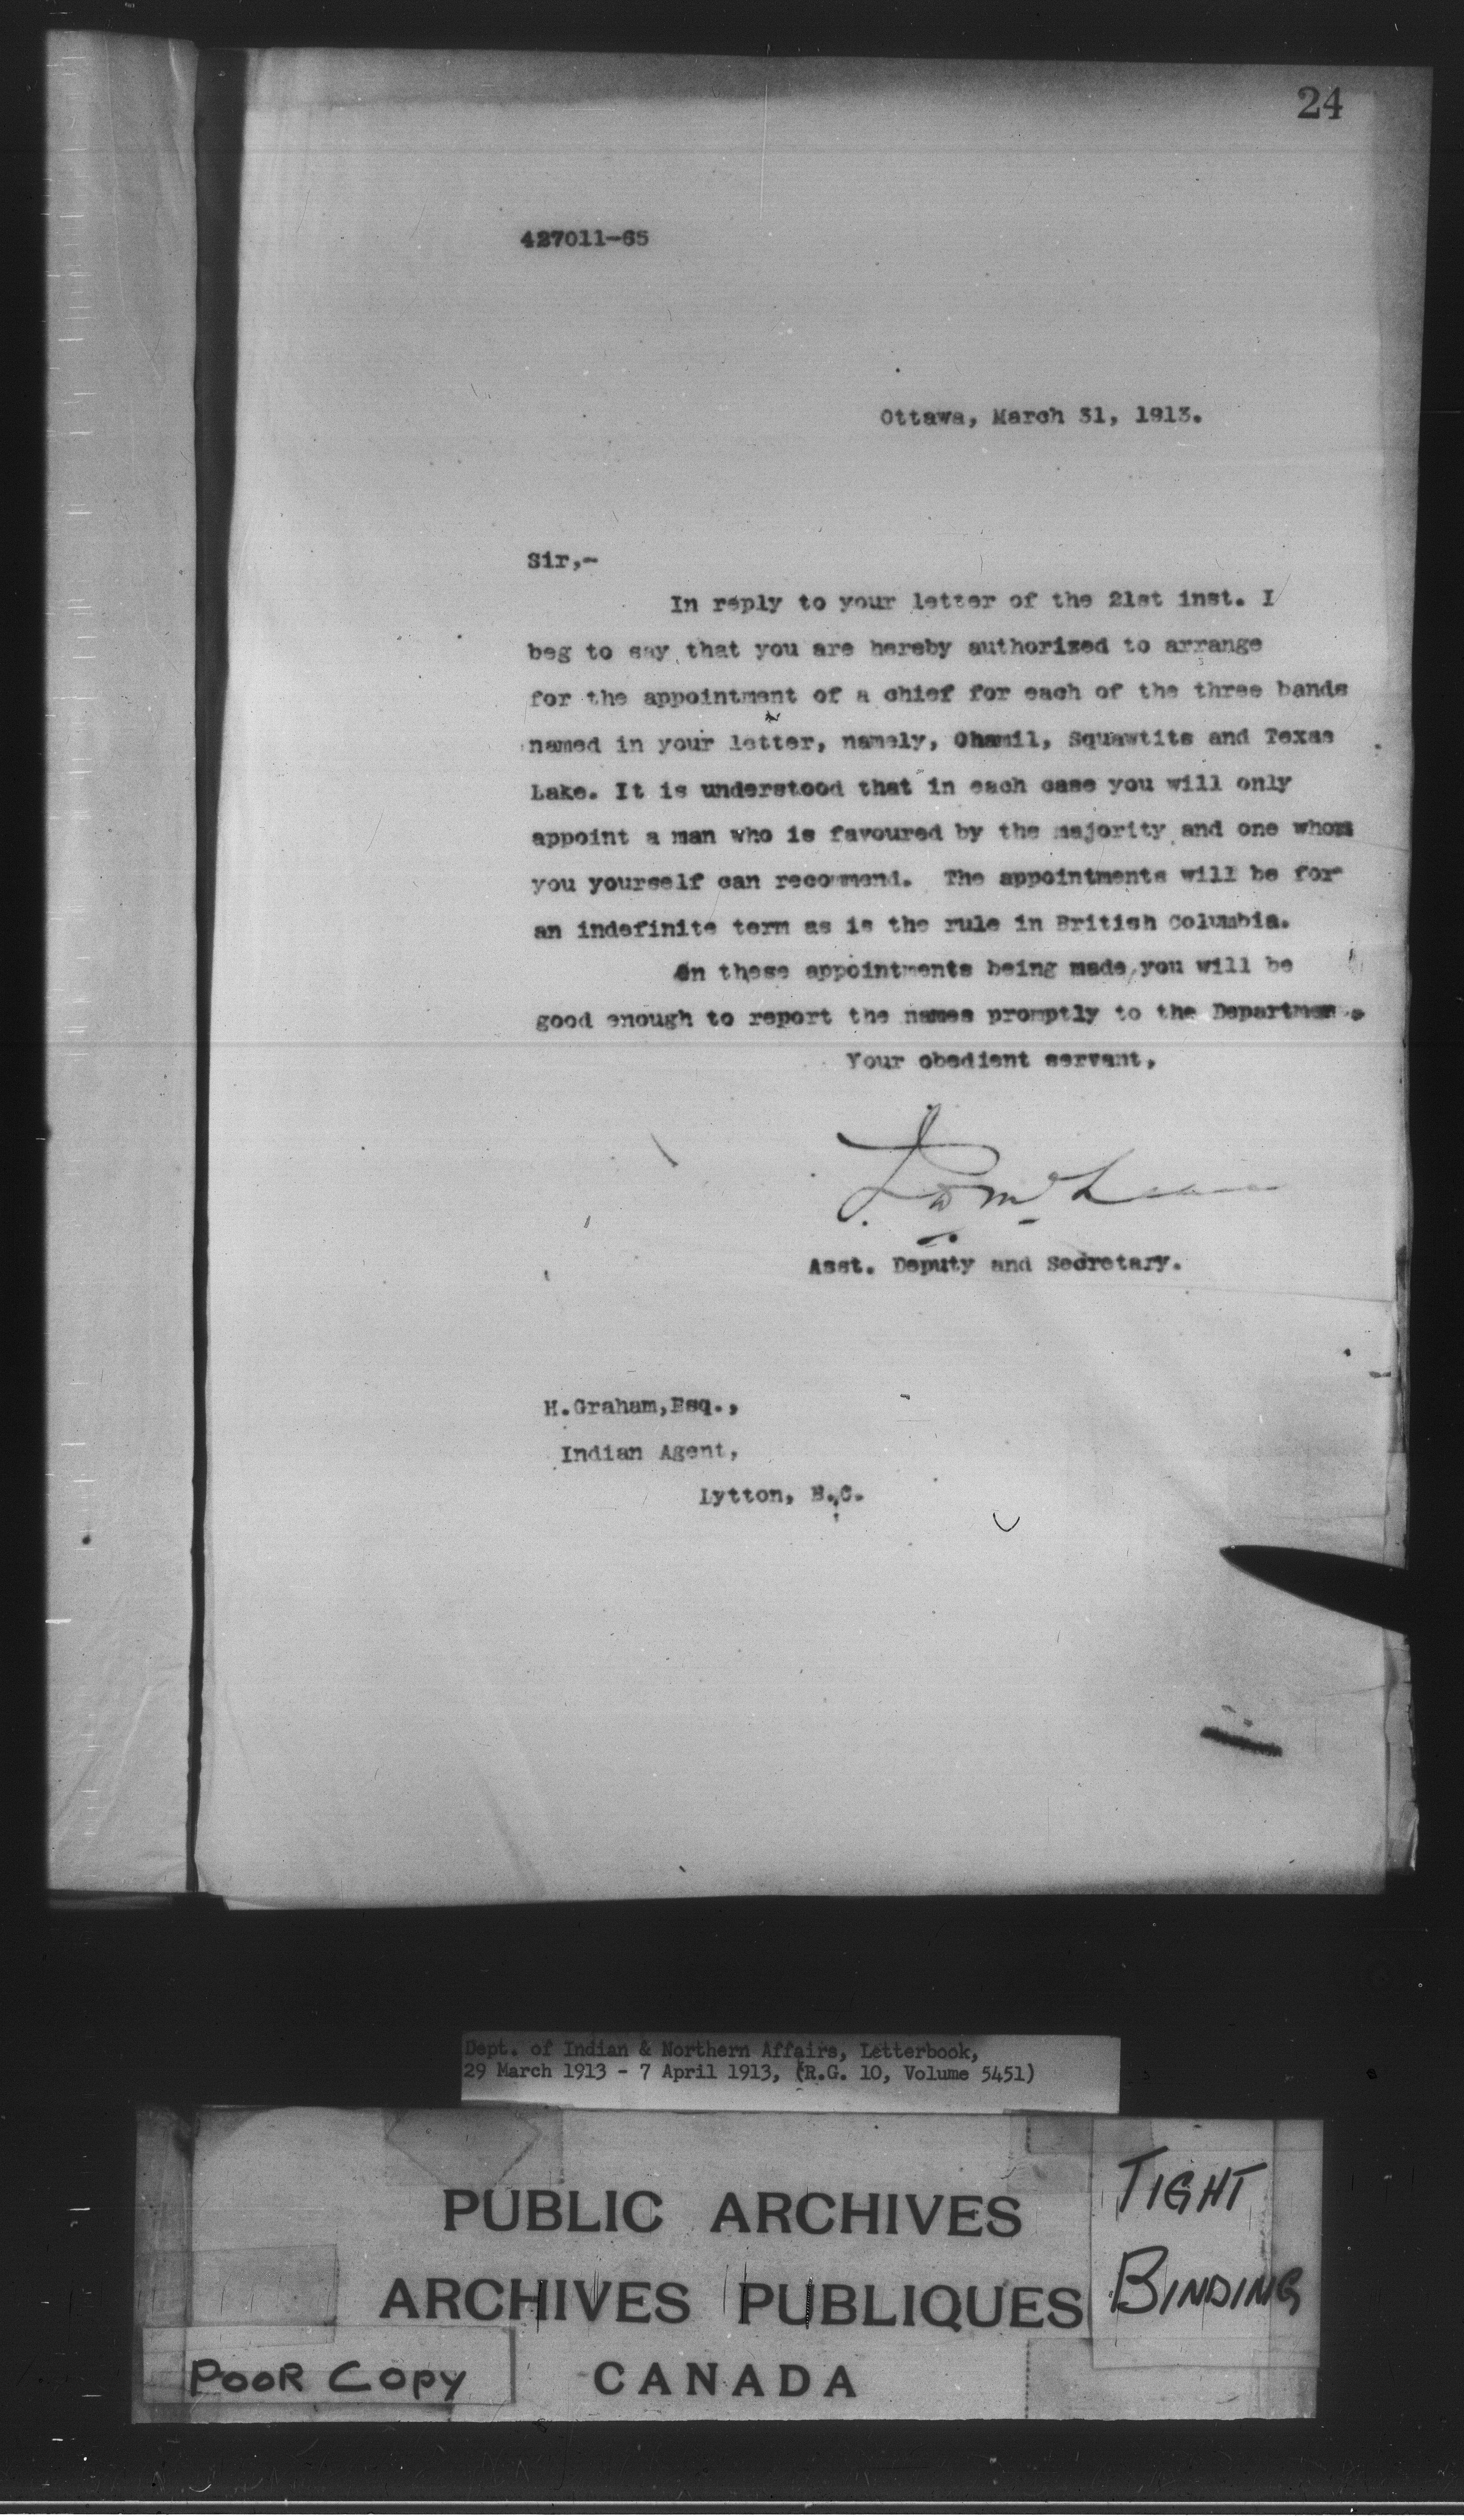 24
427011-65
Ottawa, March 31, 1913.
Sir,-
In reply to your letter of the 21st inst. I
beg to say that you are hereby authorized to arrange
for the appointment of a chief for each of the three bands
named in your letter, namely, Ohamil, Squawtits and Texas
Lake. It is understood that in each case you will only
appoint a man who is favoured by the majority and one whom
you yourself can recommend. The appointments will be for
an indefinite term as is the rule in British Columbia.
On these appointments being made, you will be
good enough to report the names promptly to the Departmen.
Your obedient servant,
J. D. McLean
Asst. Deputy and Secretary.
H.Graham,Esq.,
Indian Agent,
Lytton, B.C.
Dept. of Indian & Northern Affairs, Letterbook,
29 March 1913 - 7 April 1913, (R.G. 10, Volume 5451)
PUBLIC ARCHIVES
ARCHIVES PUBLIQUES
CANADA
TIGHT
BINDING
POOR COPY